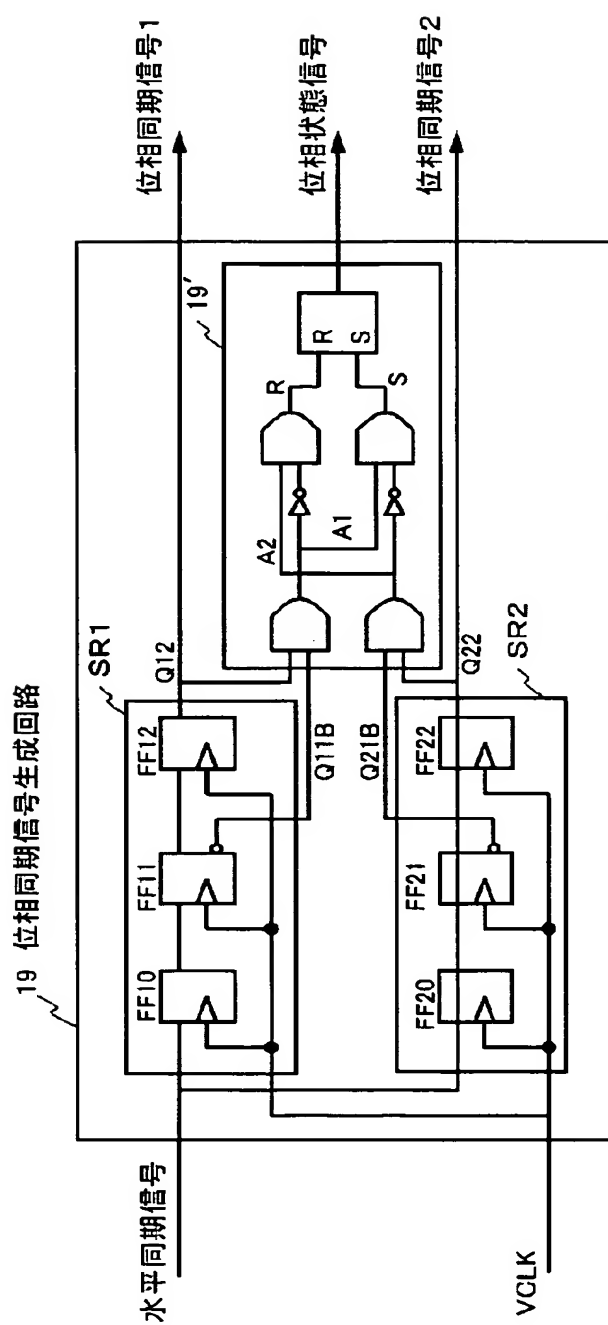 19 位相同期信号生成回路
水平同期信号
VCLK
SR1
FF10
FF11
FF12
Q12
Q11B
Q21B
Q22
SR2
FF20
FF21
FF22
19'
A2
A1
R
S
R
S
位相同期信号1
位相状態信号
位相同期信号2